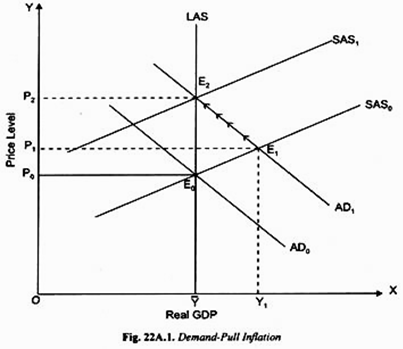 Y
LAS
SAS₁
E₂
P₂
SAS₀
P₁
E₁
P₀
E₀
AD₁
AD₀
Price Level
O
Ȳ
Y₁
X
Real GDP
Fig. 22A.1. Demand-Pull Inflation